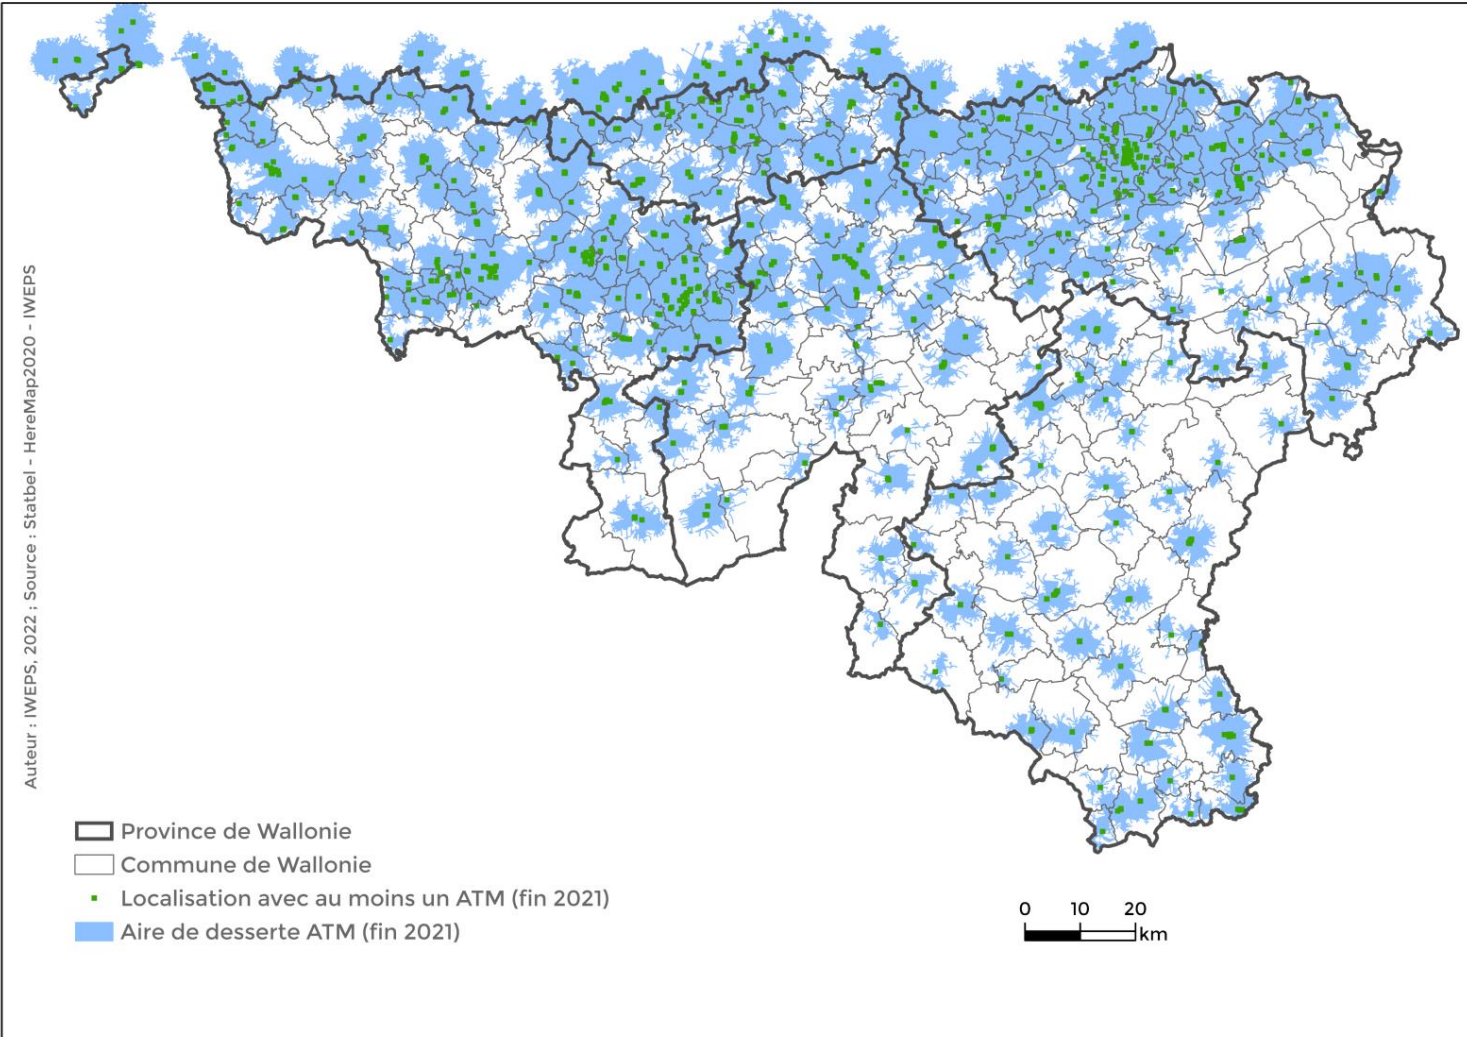 Auteur : IWEPS, 2022 ; Source : Statbel - HereMap2020 - IWEPS
Province de Wallonie
Commune de Wallonie
Localisation avec au moins un ATM (fin 2021)
Aire de desserte ATM (fin 2021)
0 10 20
km